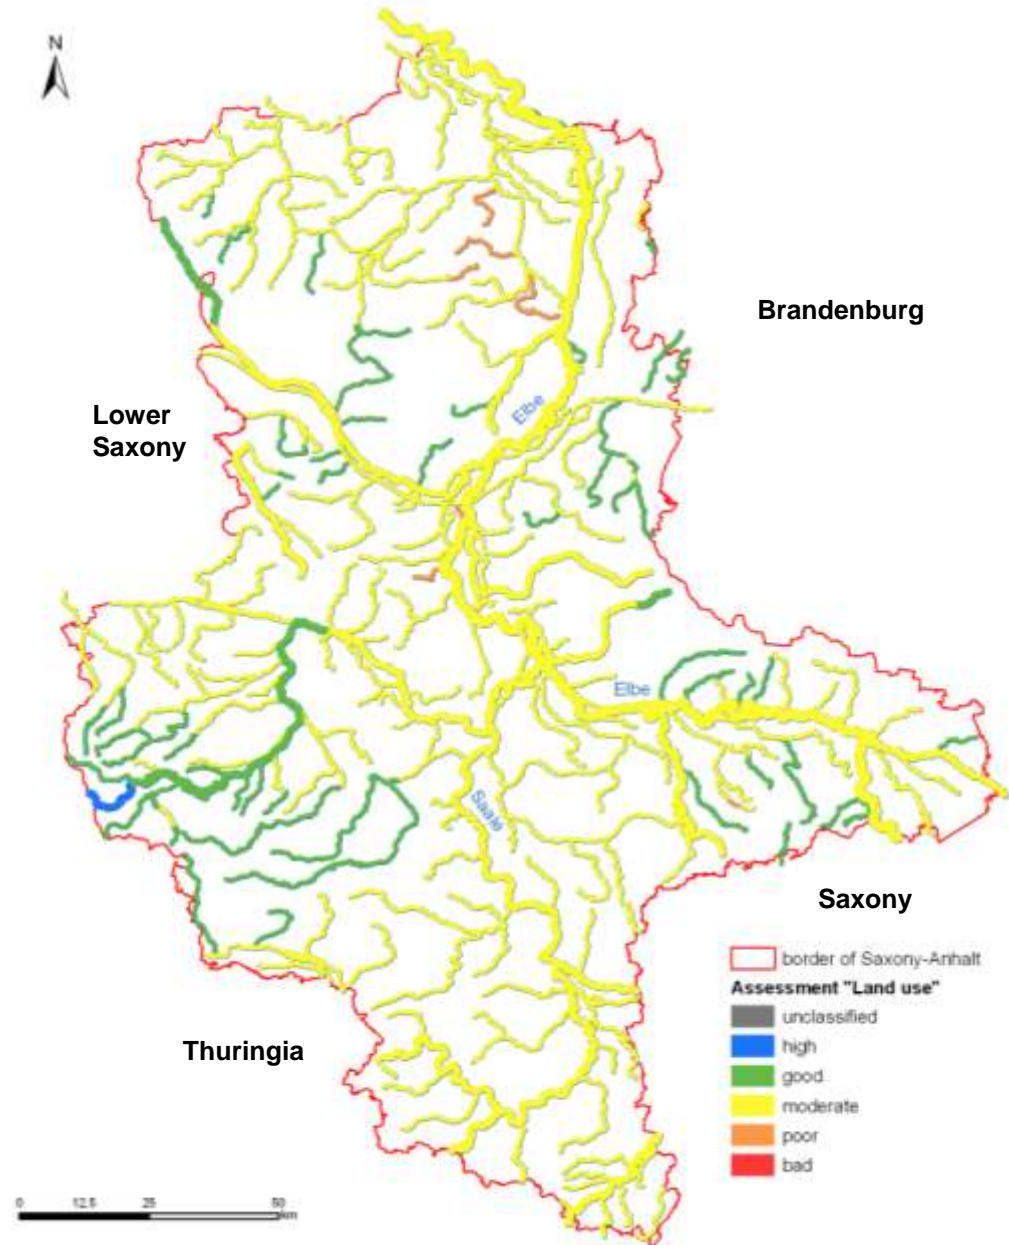 N
Brandenburg
Lower
Saxony
Elbe
Elbe
Saale
Saxony
Thuringia
border of Saxony-Anhalt
Assessment "Land use"
unclassified
high
good
moderate
poor
bad
0 12,5 25 50
km